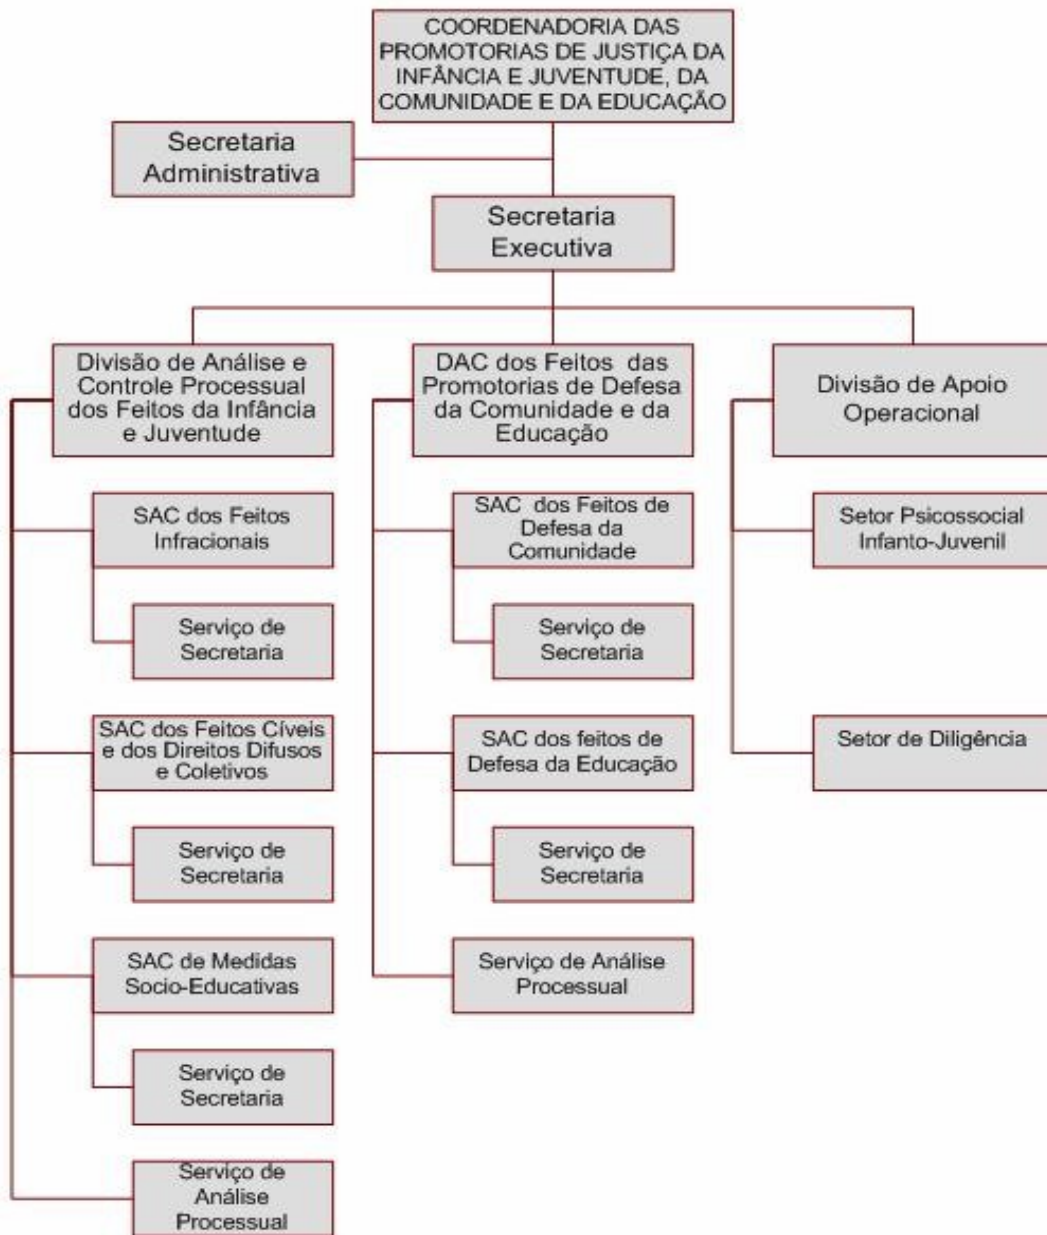 COORDENADORIA DAS
PROMOTORIAS DE JUSTIÇA DA
INFÂNCIA E JUVENTUDE, DA
COMUNIDADE E DA EDUCAÇÃO
Secretaria
Administrativa
Secretaria
Executiva
Divisão de Análise e
Controle Processual
dos Feitos da Infância
e Juventude
SAC dos Feitos
Infracionais
Serviço de
Secretaria
SAC dos Feitos Cíveis
e dos Direitos Difusos
e Coletivos
Serviço de
Secretaria
SAC de Medidas
Socio-Educativas
Serviço de
Secretaria
Serviço de
Análise
Processual
DAC dos Feitos das
Promotorias de Defesa
da Comunidade e da
Educação
SAC dos Feitos de
Defesa da
Comunidade
Serviço de
Secretaria
SAC dos feitos de
Defesa da Educação
Serviço de
Secretaria
Serviço de Análise
Processual
Divisão de Apoio
Operacional
Setor Psicossocial
Infanto-Juvenil
Setor de Diligência